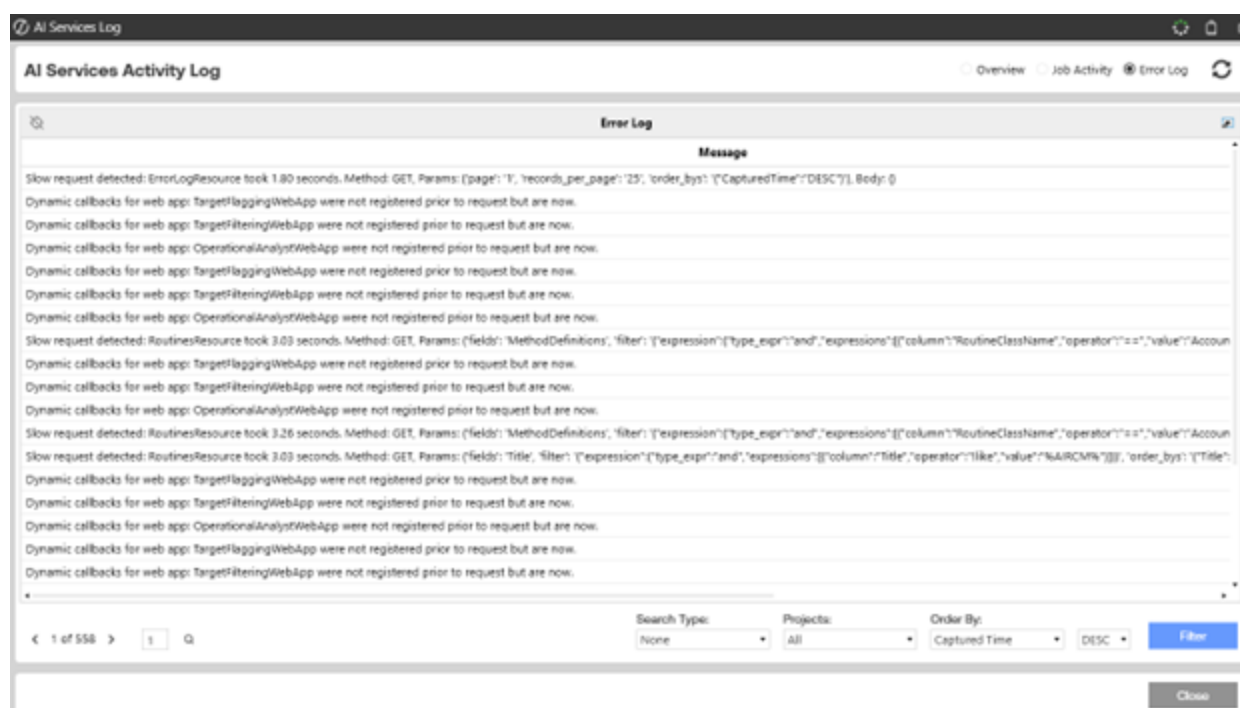 AI Services Log
AI Services Activity Log
Overview Job Activity Error Log
Error Log
Message
Slow request detected: ErrorLogResource took 1.80 seconds. Method: GET, Params: {'page': '1', 'records_per_page': '25', 'order_bys': '{"CapturedTime":"DESC"}'}, Body: {}
Dynamic callbacks for web app: TargetFlaggingWebApp were not registered prior to request but are now.
Dynamic callbacks for web app: TargetFilteringWebApp were not registered prior to request but are now.
Dynamic callbacks for web app: OperationalAnalystWebApp were not registered prior to request but are now.
Dynamic callbacks for web app: TargetFlaggingWebApp were not registered prior to request but are now.
Dynamic callbacks for web app: TargetFilteringWebApp were not registered prior to request but are now.
Dynamic callbacks for web app: OperationalAnalystWebApp were not registered prior to request but are now.
Slow request detected: RoutinesResource took 3.03 seconds. Method: GET, Params: {'fields': 'MethodDefinitions', 'filter': '{"expression":{"type_expr":"and","expressions":[{"column":"RoutineClassName","operator":"==","value":"Accoun
Dynamic callbacks for web app: TargetFlaggingWebApp were not registered prior to request but are now.
Dynamic callbacks for web app: TargetFilteringWebApp were not registered prior to request but are now.
Dynamic callbacks for web app: OperationalAnalystWebApp were not registered prior to request but are now.
Slow request detected: RoutinesResource took 3.26 seconds. Method: GET, Params: {'fields': 'MethodDefinitions', 'filter': '{"expression":{"type_expr":"and","expressions":[{"column":"RoutineClassName","operator":"==","value":"Accoun
Slow request detected: RoutinesResource took 3.03 seconds. Method: GET, Params: {'fields': 'Title', 'filter': '{"expression":{"type_expr":"and","expressions":[{"column":"Title","operator":"ilike","value":"%AIRCM%"}]}}', 'order_bys': '{"Title":
Dynamic callbacks for web app: TargetFlaggingWebApp were not registered prior to request but are now.
Dynamic callbacks for web app: TargetFilteringWebApp were not registered prior to request but are now.
Dynamic callbacks for web app: OperationalAnalystWebApp were not registered prior to request but are now.
Dynamic callbacks for web app: TargetFlaggingWebApp were not registered prior to request but are now.
Dynamic callbacks for web app: TargetFilteringWebApp were not registered prior to request but are now.
Search Type: Projects: Order By:
< 1 of 558 > 1 None All Captured Time DESC Filter
Close